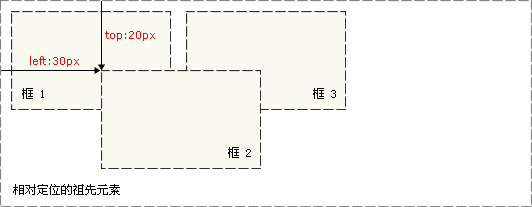 top:20px
left:30px
框 1
框 3
框 2
相对定位的祖先元素